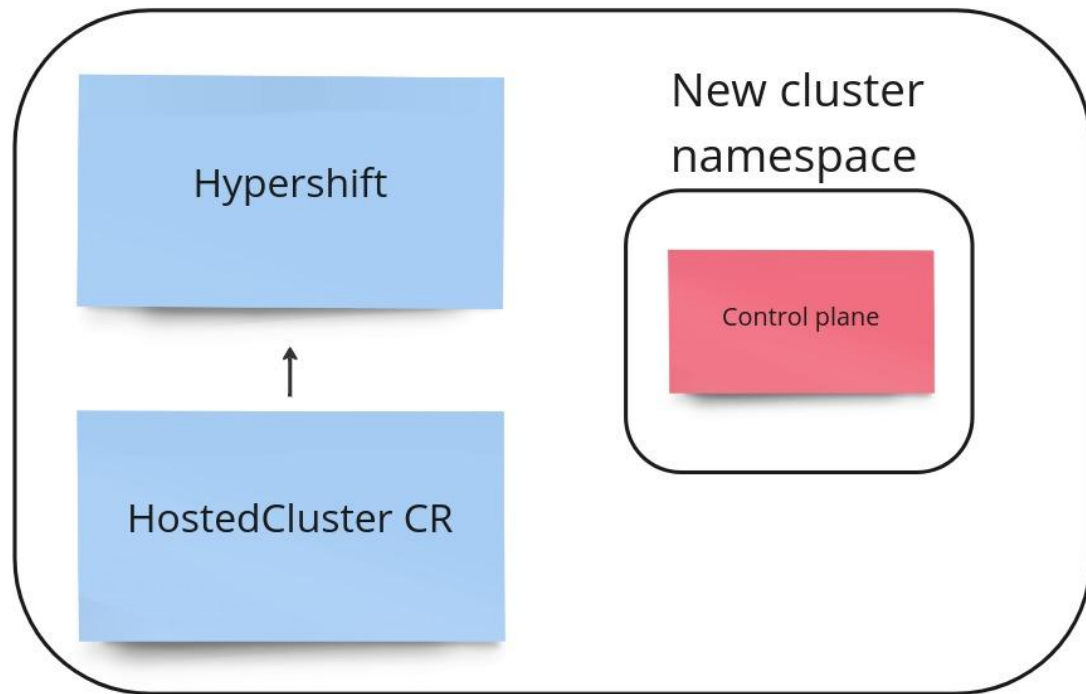 Hypershift
HostedCluster CR
New cluster
namespace
Control plane